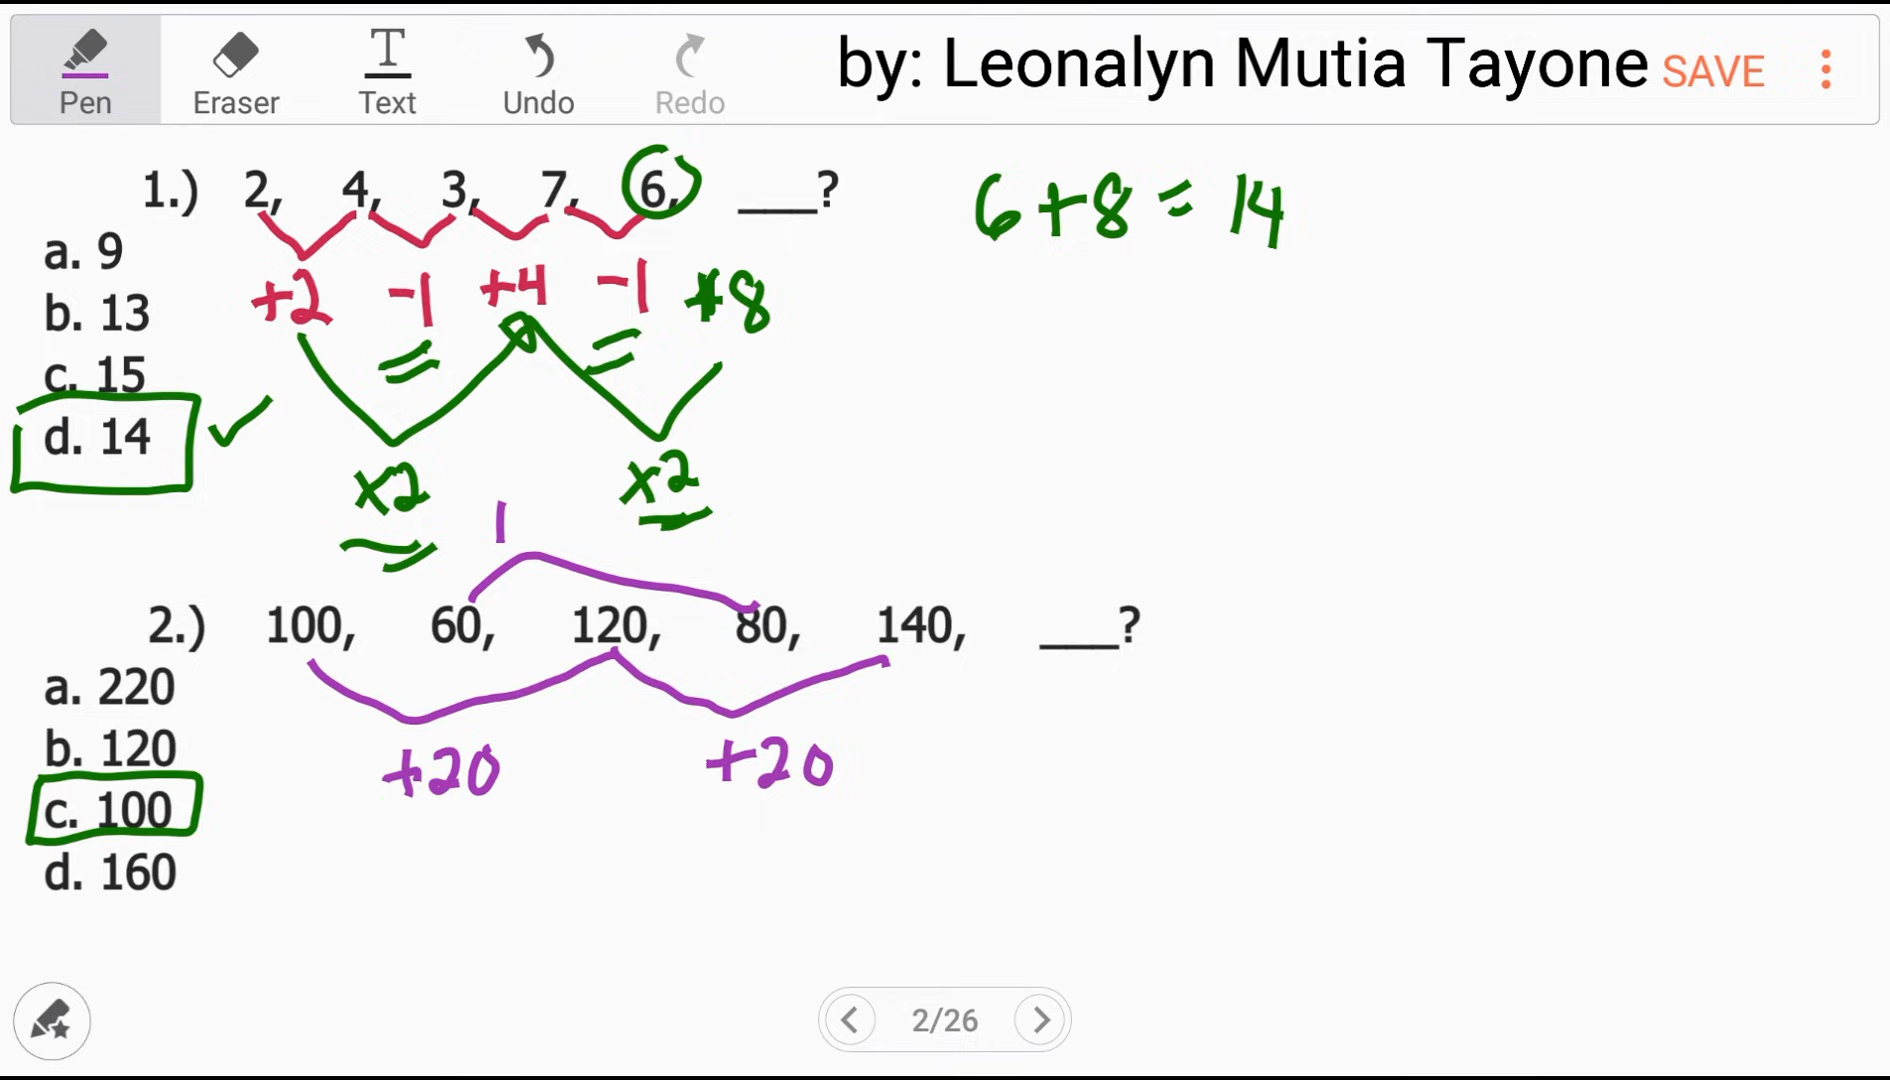 Pen Eraser Text Undo Redo by: Leonalyn Mutia Tayone SAVE
1.) 2, 4, 3, 7, 6, ___? 6+8=14
a. 9
+2 -1 +4 -1 +8
b. 13
c. 15
d. 14
x2 x2
1
2.) 100, 60, 120, 80, 140, ___?
a. 220
b. 120
+20 +20
c. 100
d. 160
2/26